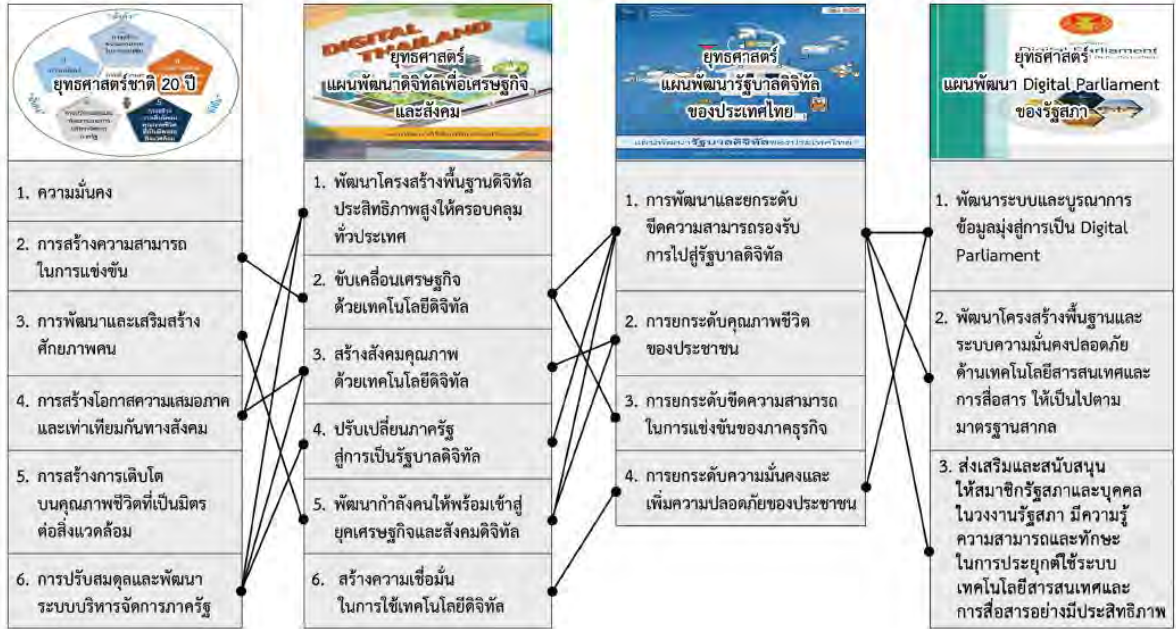 ยุทธศาสตร์ชาติ 20 ปี
1. ความมั่นคง
2. การสร้างความสามารถ
ในการแข่งขัน
3. การพัฒนาและเสริมสร้าง
ศักยภาพคน
4. การสร้างโอกาสความเสมอภาค
และเท่าเทียมกันทางสังคม
5. การสร้างการเติบโต
บนคุณภาพชีวิตที่เป็นมิตร
ต่อสิ่งแวดล้อม
6. การปรับสมดุลและพัฒนา
ระบบบริหารจัดการภาครัฐ
DIGITAL
THAILAND
ยุทธศาสตร์
แผนพัฒนาดิจิทัลเพื่อเศรษฐกิจ
และสังคม
1. พัฒนาโครงสร้างพื้นฐานดิจิทัล
ประสิทธิภาพสูงให้ครอบคลุม
ทั่วประเทศ
2. ขับเคลื่อนเศรษฐกิจ
ด้วยเทคโนโลยีดิจิทัล
3. สร้างสังคมคุณภาพ
ด้วยเทคโนโลยีดิจิทัล
4. ปรับเปลี่ยนภาครัฐ
สู่การเป็นรัฐบาลดิจิทัล
5. พัฒนากำลังคนให้พร้อมเข้าสู่
ยุคเศรษฐกิจและสังคมดิจิทัล
6. สร้างความเชื่อมั่น
ในการใช้เทคโนโลยีดิจิทัล
ยุทธศาสตร์
แผนพัฒนารัฐบาลดิจิทัล
ของประเทศไทย
แผนพัฒนารัฐบาลดิจิทัลของประเทศไทย
1. การพัฒนาและยกระดับ
ขีดความสามารถรองรับ
การไปสู่รัฐบาลดิจิทัล
2. การยกระดับคุณภาพชีวิต
ของประชาชน
3. การยกระดับขีดความสามารถ
ในการแข่งขันของภาคธุรกิจ
4. การยกระดับความมั่นคงและ
เพิ่มความปลอดภัยของประชาชน
Digital Parliament
ยุทธศาสตร์
แผนพัฒนา Digital Parliament
ของรัฐสภา
1. พัฒนาระบบและบูรณาการ
ข้อมูลมุ่งสู่การเป็น Digital
Parliament
2. พัฒนาโครงสร้างพื้นฐานและ
ระบบความมั่นคงปลอดภัย
ด้านเทคโนโลยีสารสนเทศและ
การสื่อสาร ให้เป็นไปตาม
มาตรฐานสากล
3. ส่งเสริมและสนับสนุน
ให้สมาชิกรัฐสภาและบุคคล
ในวงงานรัฐสภา มีความรู้
ความสามารถและทักษะ
ในการประยุกต์ใช้ระบบ
เทคโนโลยีสารสนเทศและ
การสื่อสารอย่างมีประสิทธิภาพ